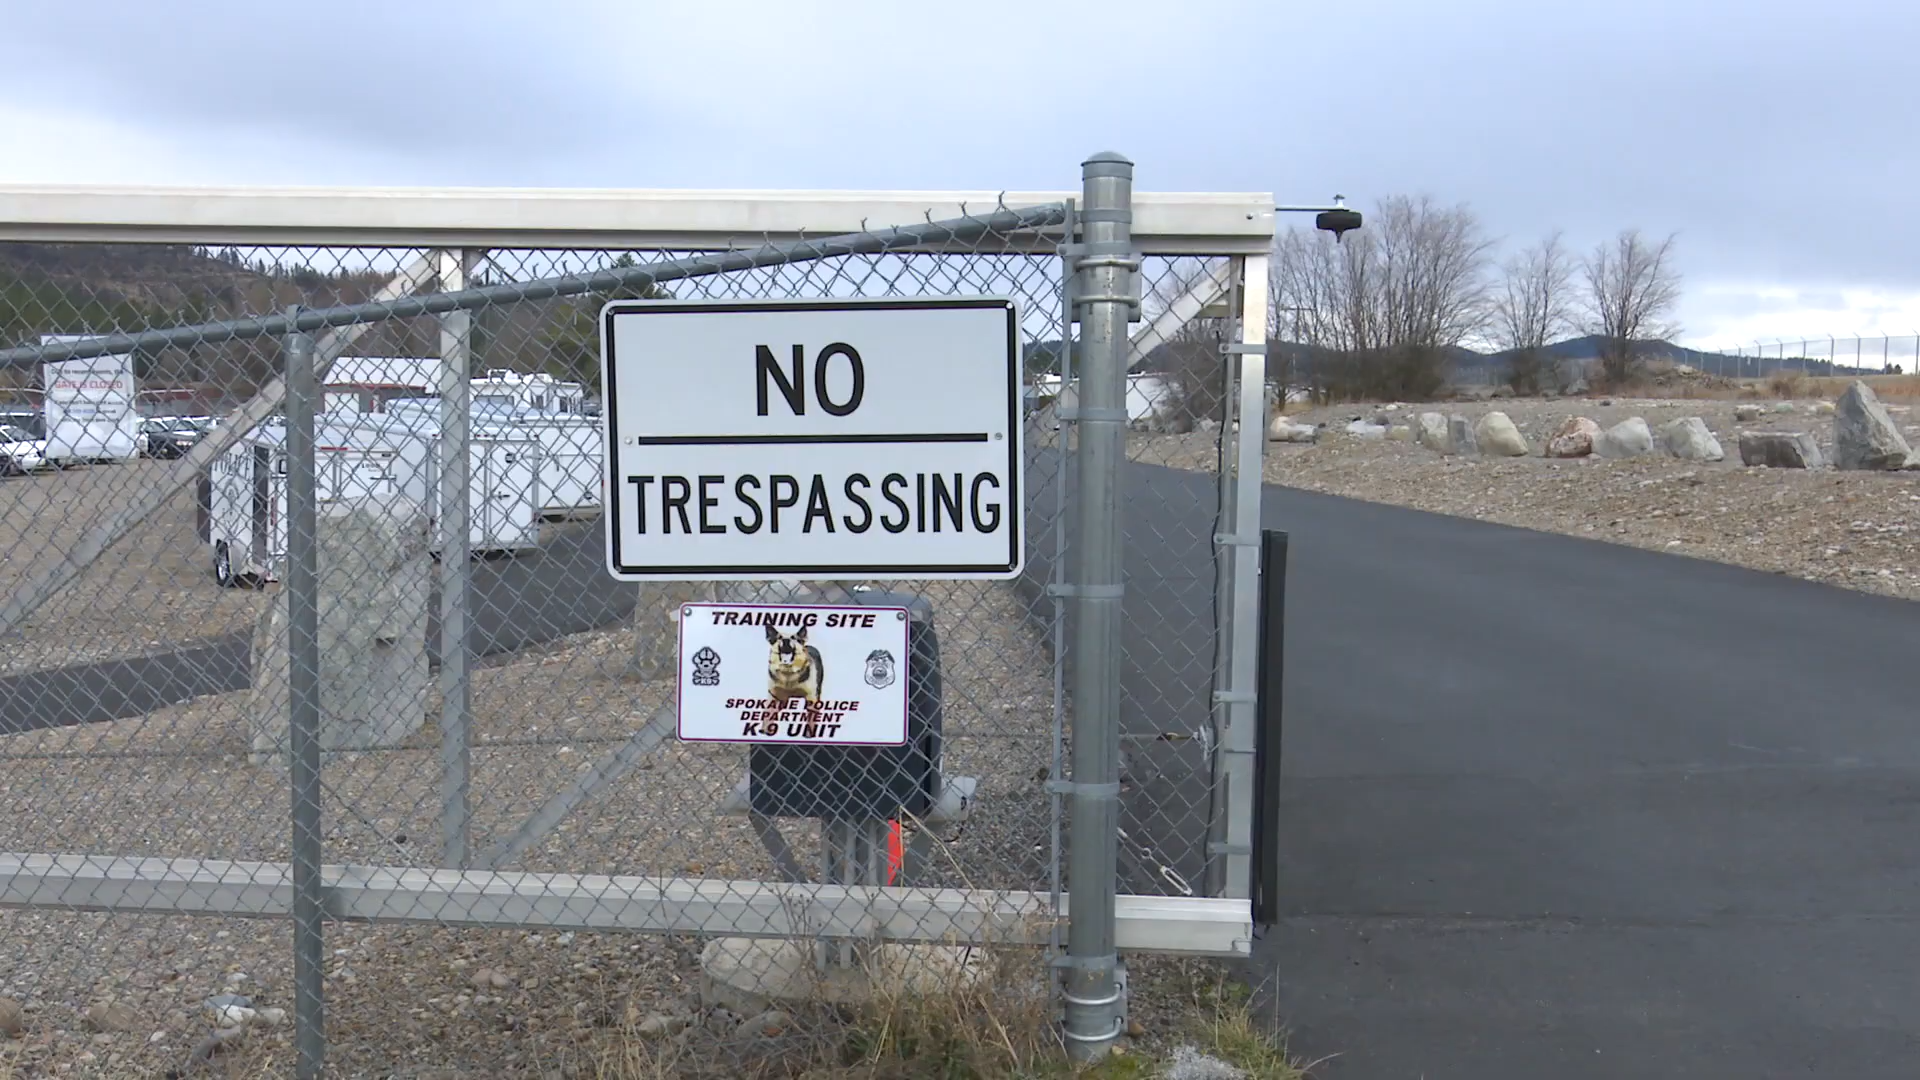 NO
TRESPASSING
TRAINING SITE
SPOKANE POLICE
DEPARTMENT
K-9 UNIT
GATE IS CLOSED